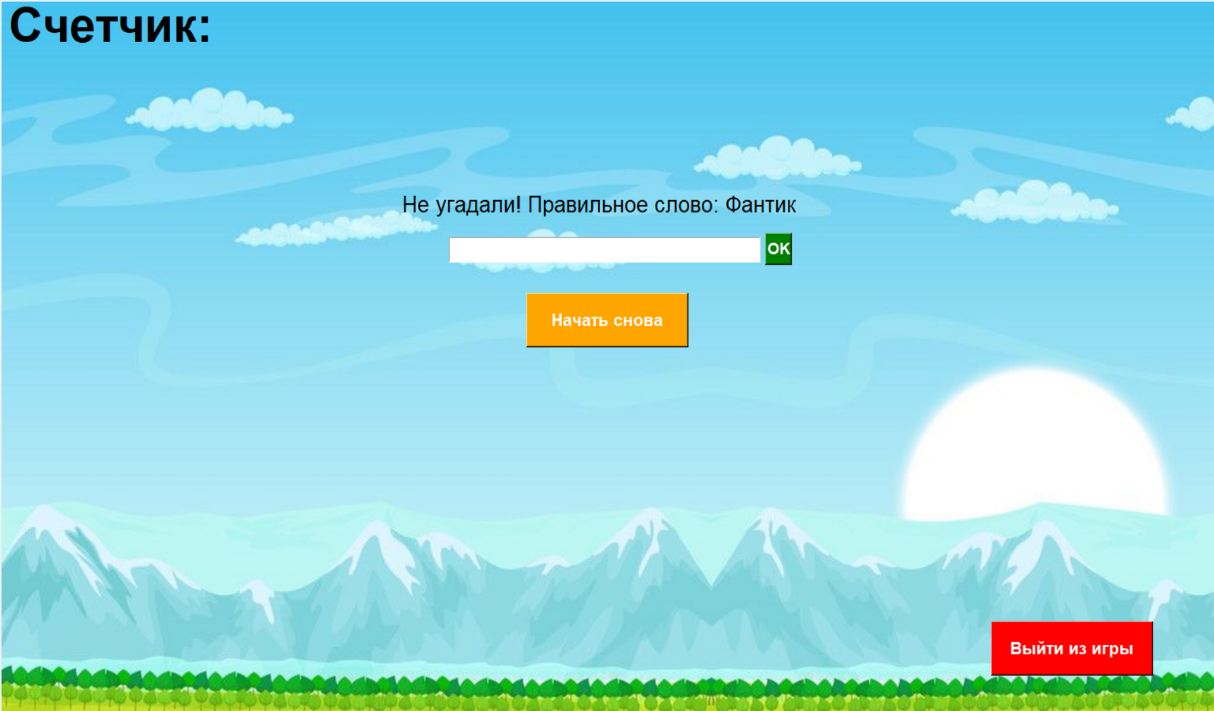 Счетчик:
Не угадали! Правильное слово: Фантик
OK
Начать снова
Выйти из игры